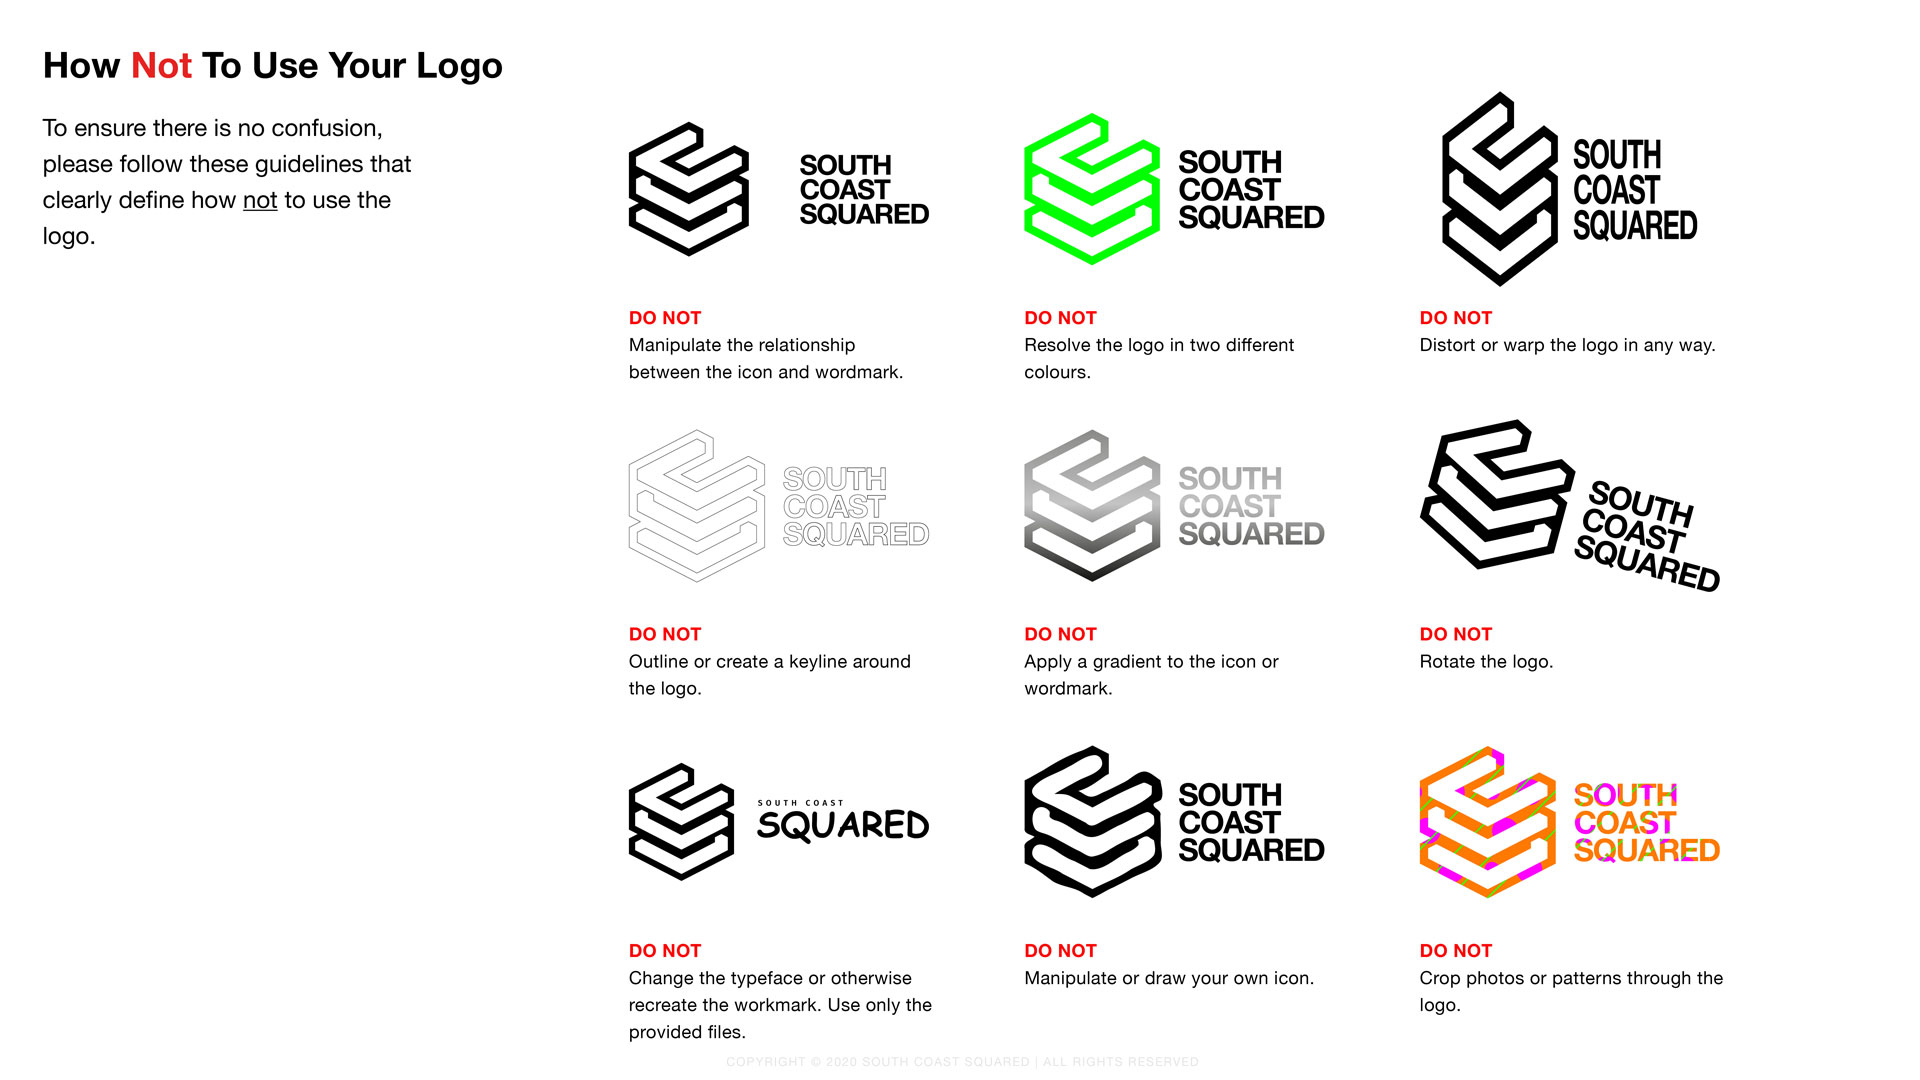 How Not To Use Your Logo
To ensure there is no confusion,
please follow these guidelines that
clearly define how not to use the
logo.
SOUTH
COAST
SQUARED
DO NOT
Manipulate the relationship
between the icon and wordmark.
SOUTH
COAST
SQUARED
DO NOT
Resolve the logo in two different
colours.
SOUTH
COAST
SQUARED
DO NOT
Distort or warp the logo in any way.
SOUTH
COAST
SQUARED
DO NOT
Outline or create a keyline around
the logo.
SOUTH
COAST
SQUARED
DO NOT
Apply a gradient to the icon or
wordmark.
SOUTH
COAST
SQUARED
DO NOT
Rotate the logo.
SOUTH COAST
SQUARED
DO NOT
Change the typeface or otherwise
recreate the workmark. Use only the
provided files.
SOUTH
COAST
SQUARED
DO NOT
Manipulate or draw your own icon.
SOUTH
COAST
SQUARED
DO NOT
Crop photos or patterns through the
logo.
COPYRIGHT © 2020 SOUTH COAST SQUARED | ALL RIGHTS RESERVED